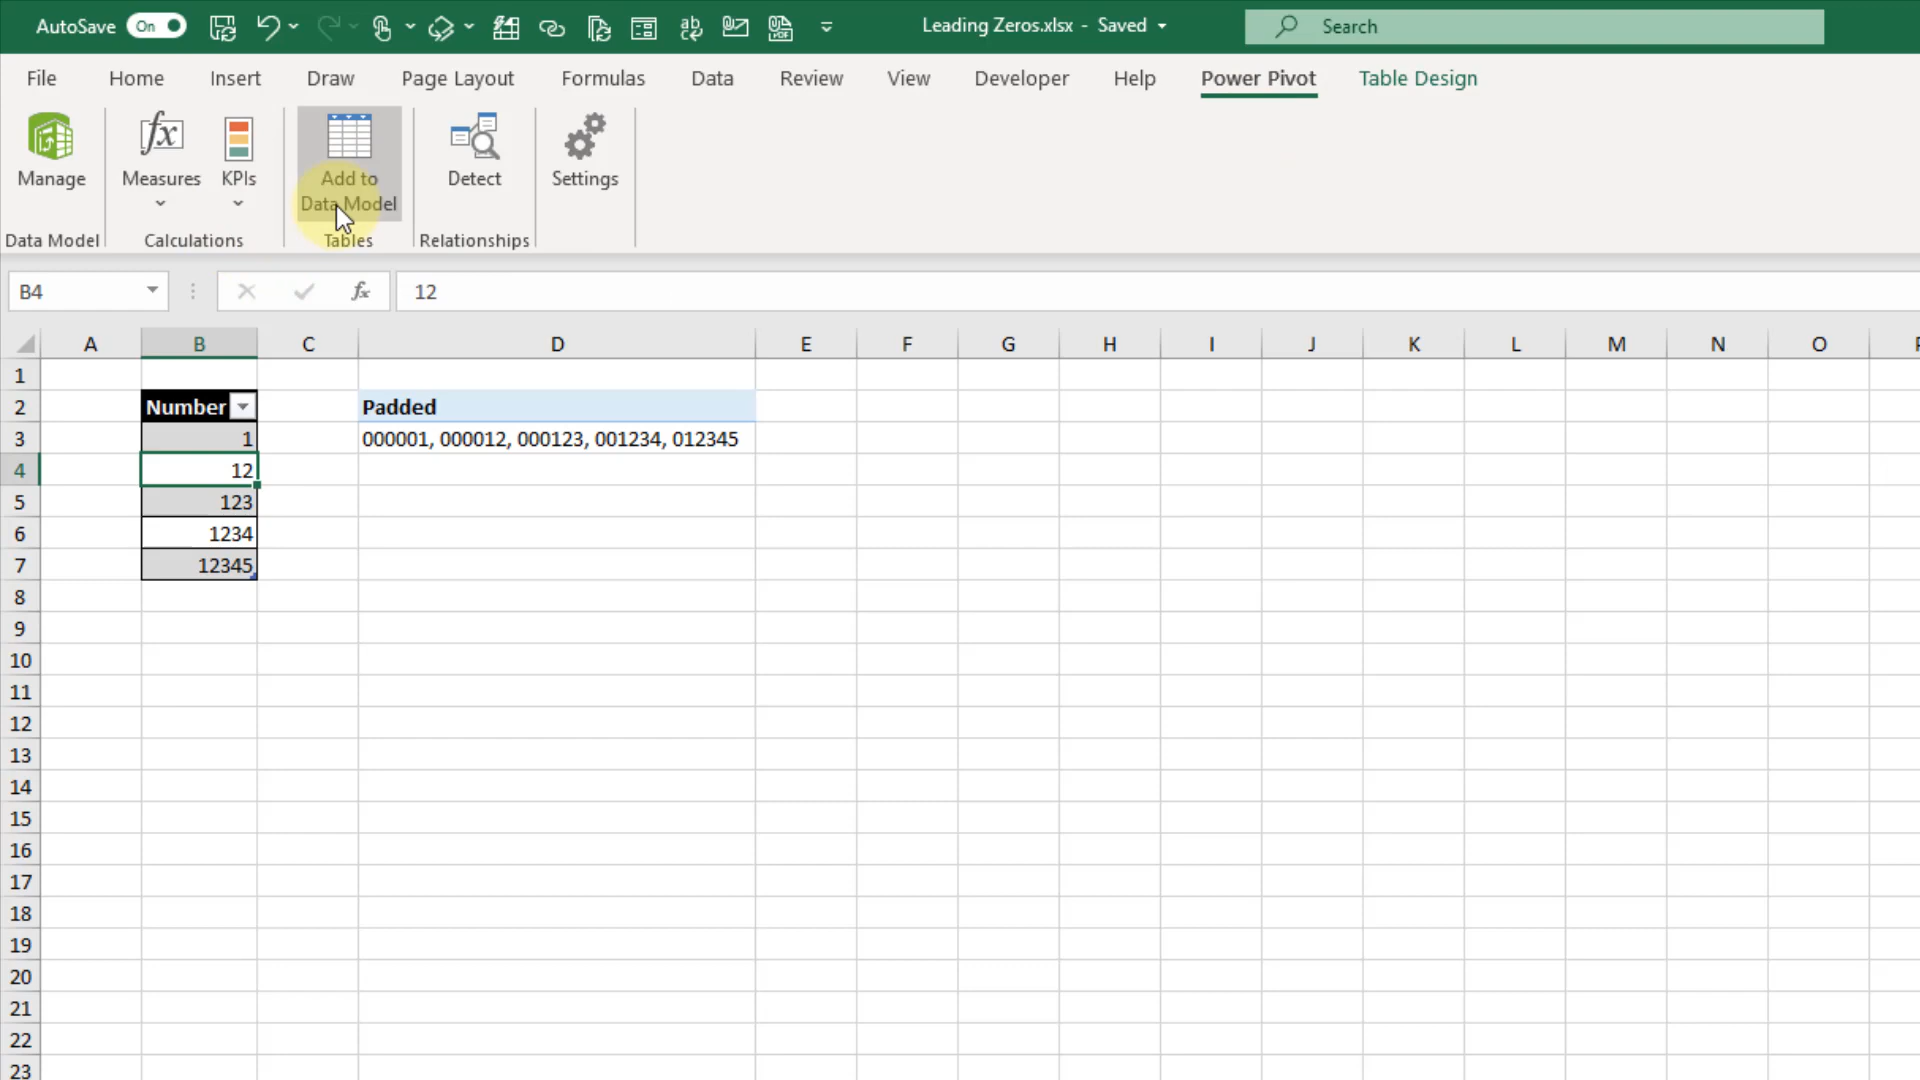 AutoSave On Leading Zeros.xlsx - Saved Search
File Home Insert Draw Page Layout Formulas Data Review View Developer Help Power Pivot Table Design
Manage Measures KPIs Add to Data Model Detect Settings
Data Model Calculations Tables Relationships
B4 fx 12
A B C D E F G H I J K L M N O
1
2 Number Padded
3 1 000001, 000012, 000123, 001234, 012345
4 12
5 123
6 1234
7 12345
8
9
10
11
12
13
14
15
16
17
18
19
20
21
22
23